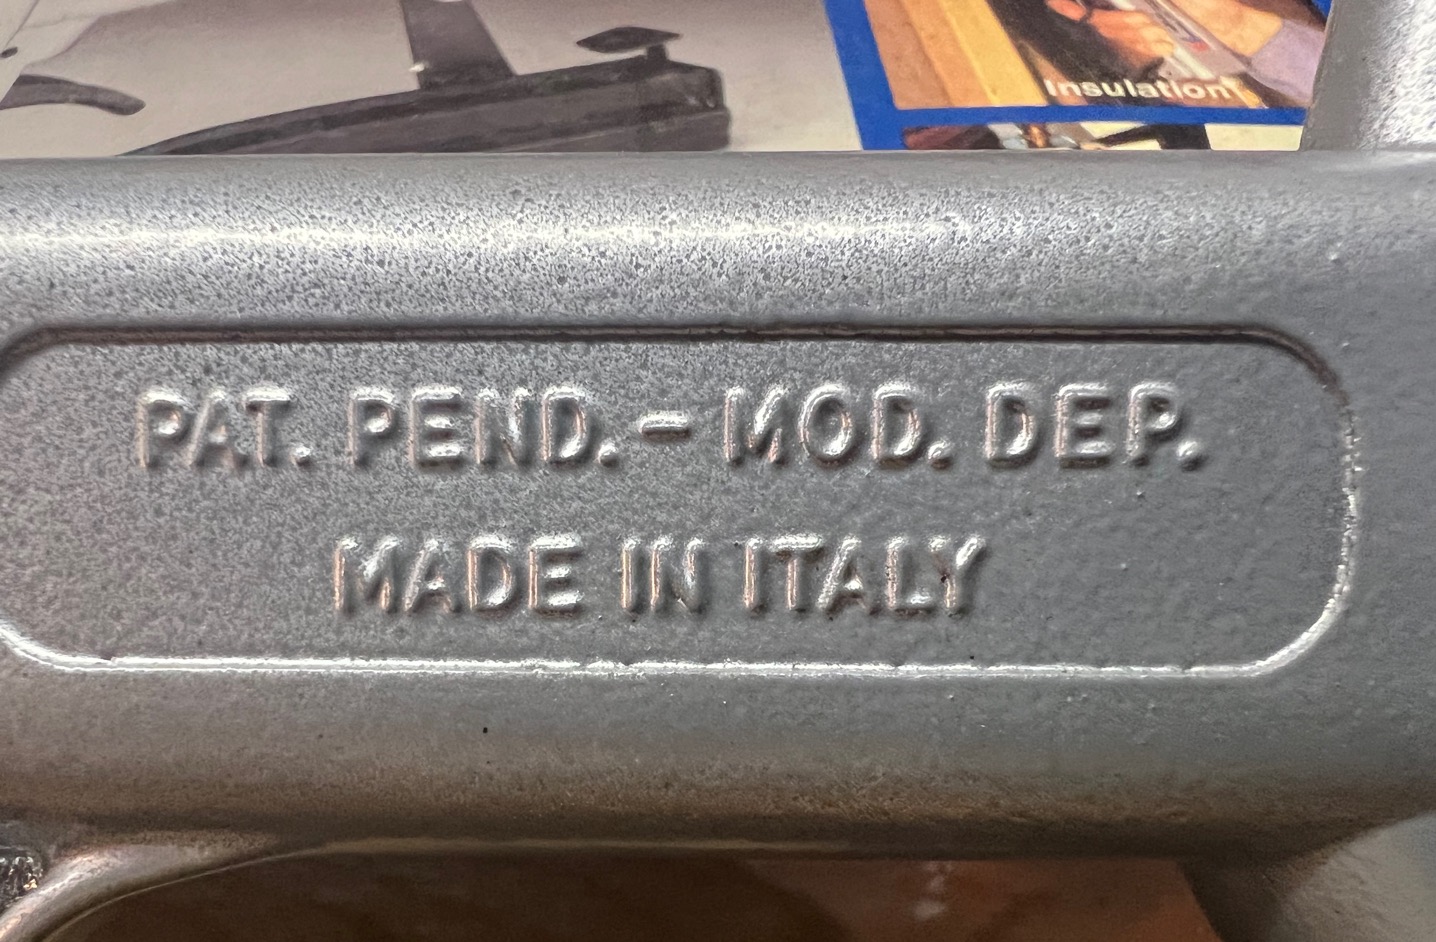 Insulation
PAT. PEND. - MOD. DEP.
MADE IN ITALY